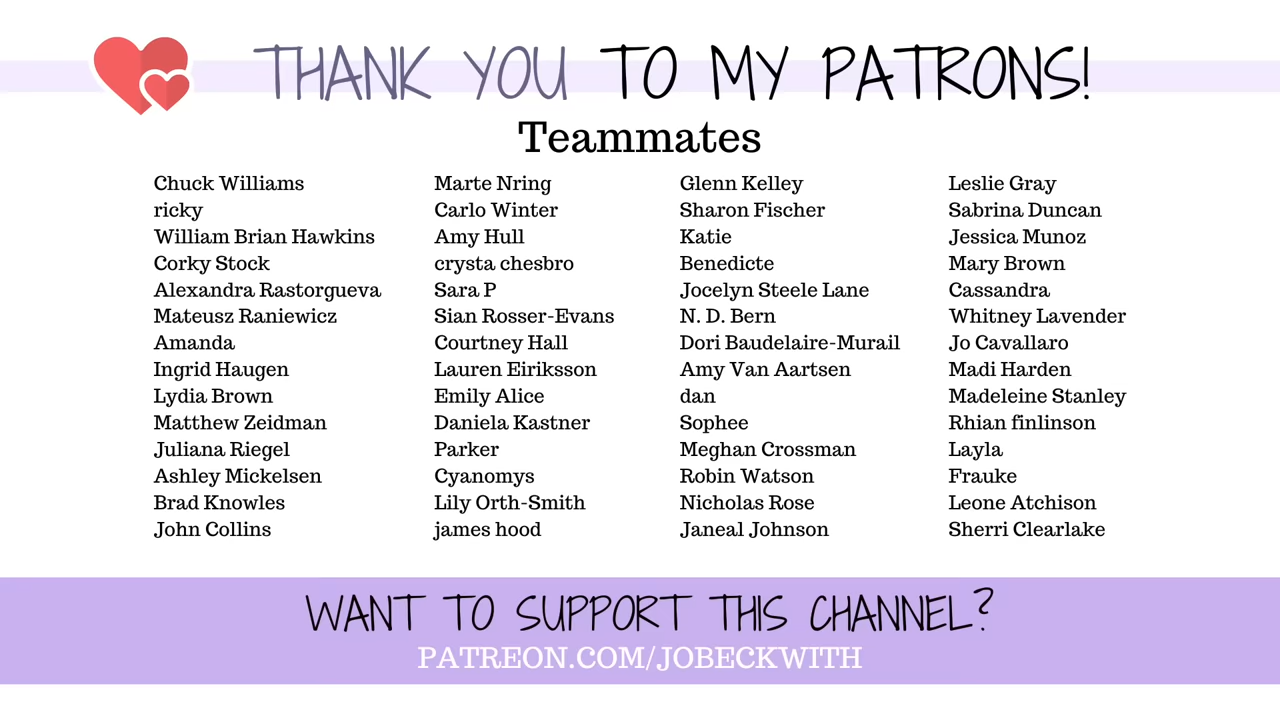 THANK YOU TO MY PATRONS!
Teammates
Chuck Williams
ricky
William Brian Hawkins
Corky Stock
Alexandra Rastorgueva
Mateusz Raniewicz
Amanda
Ingrid Haugen
Lydia Brown
Matthew Zeidman
Juliana Riegel
Ashley Mickelsen
Brad Knowles
John Collins
Marte Nring
Carlo Winter
Amy Hull
crysta chesbro
Sara P
Sian Rosser-Evans
Courtney Hall
Lauren Eiriksson
Emily Alice
Daniela Kastner
Parker
Cyanomys
Lily Orth-Smith
james hood
Glenn Kelley
Sharon Fischer
Katie
Benedicte
Jocelyn Steele Lane
N. D. Bern
Dori Baudelaire-Murail
Amy Van Aartsen
dan
Sophee
Meghan Crossman
Robin Watson
Nicholas Rose
Janeal Johnson
Leslie Gray
Sabrina Duncan
Jessica Munoz
Mary Brown
Cassandra
Whitney Lavender
Jo Cavallaro
Madi Harden
Madeleine Stanley
Rhian finlinson
Layla
Frauke
Leone Atchison
Sherri Clearlake
WANT TO SUPPORT THIS CHANNEL?
PATREON.COM/JOBECKWITH